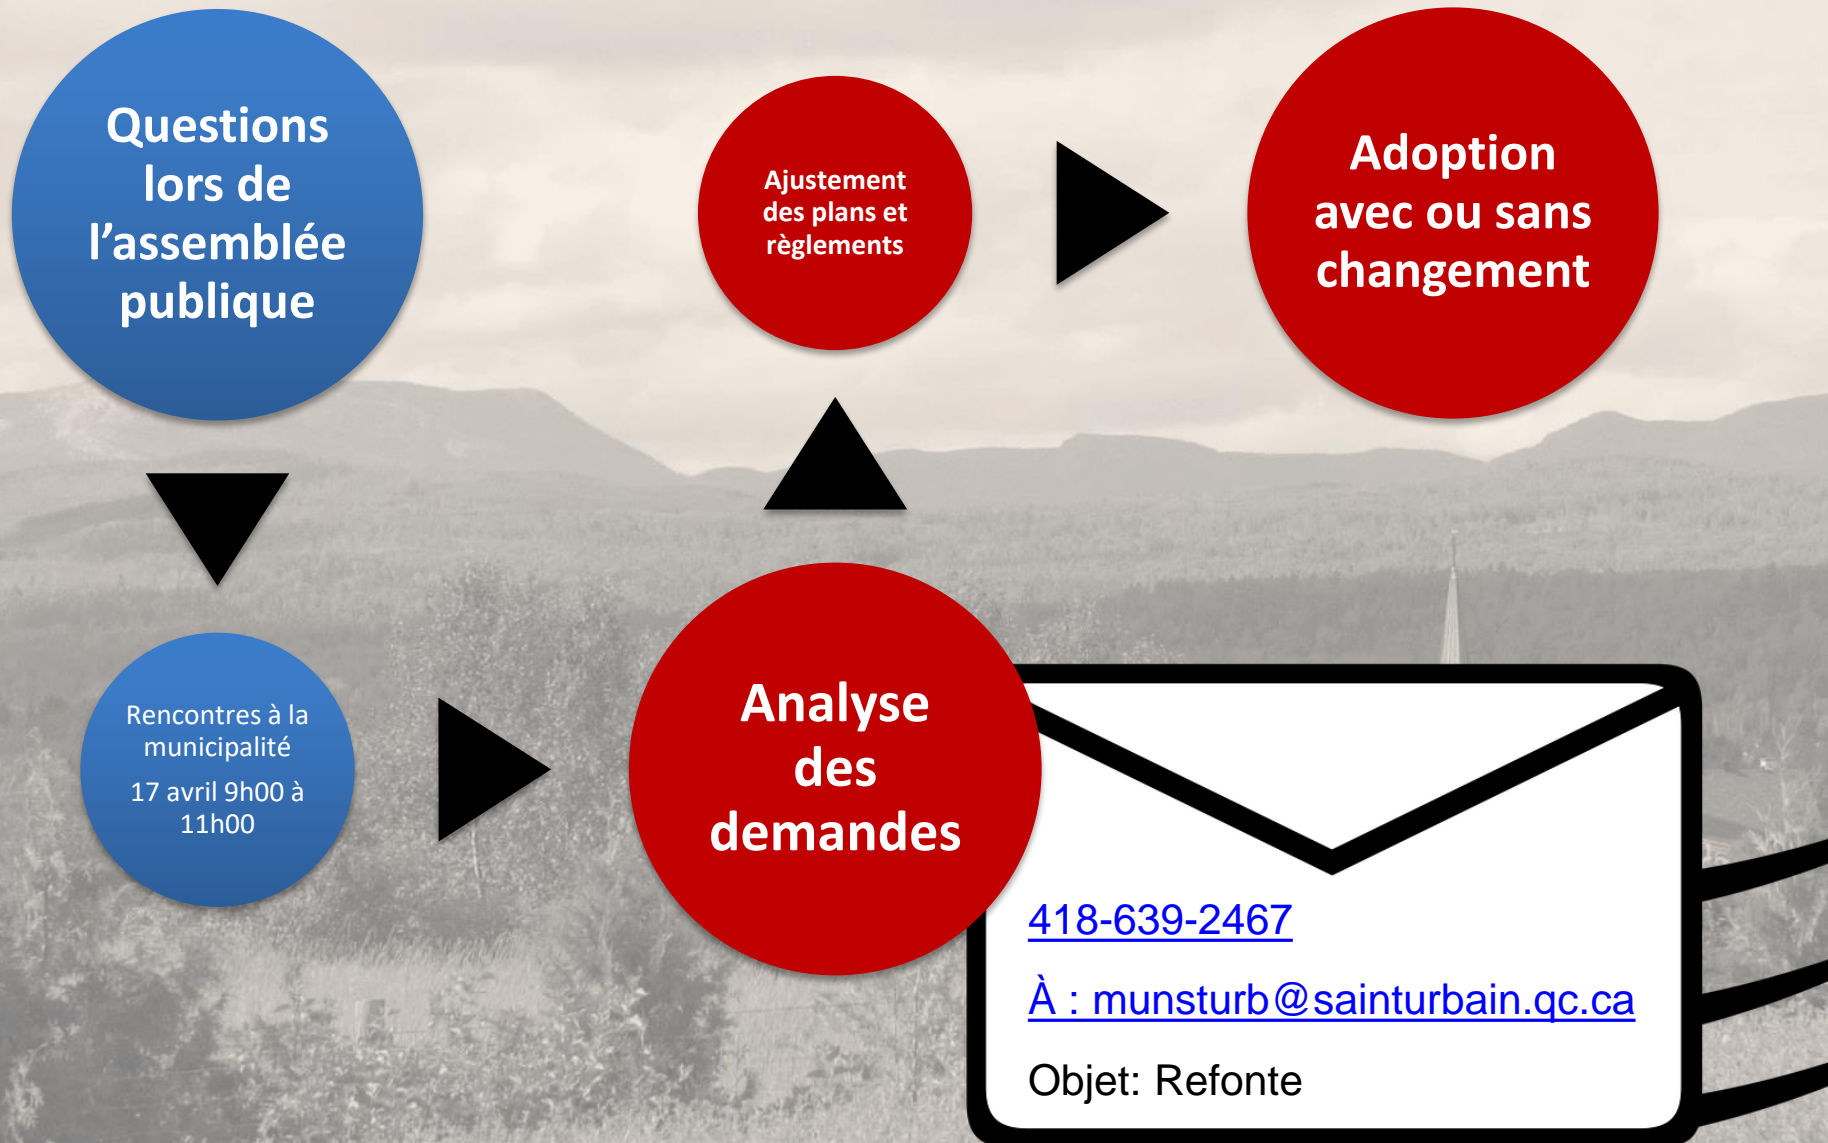 Questions
lors de
l’assemblée
publique
Rencontres à la
municipalité
17 avril 9h00 à
11h00
Analyse
des
demandes
Ajustement
des plans et
règlements
Adoption
avec ou sans
changement
418-639-2467
À : munsturb@sainturbain.qc.ca
Objet: Refonte